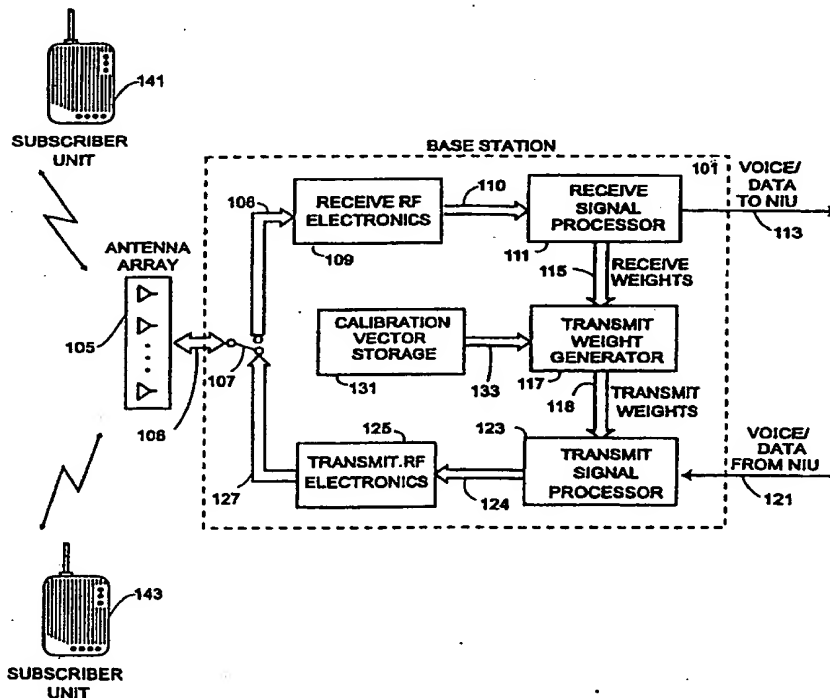 141
SUBSCRIBER
UNIT
BASE STATION
101
VOICE/
DATA
TO NIU
113
106
RECEIVE RF
ELECTRONICS
109
110
RECEIVE
SIGNAL
PROCESSOR
111
115
RECEIVE
WEIGHTS
ANTENNA
ARRAY
105
106
107
CALIBRATION
VECTOR
STORAGE
131
133
TRANSMIT
WEIGHT
GENERATOR
117
118
TRANSMIT
WEIGHTS
125
TRANSMIT.RF
ELECTRONICS
127
124
123
TRANSMIT
SIGNAL
PROCESSOR
VOICE/
DATA
FROM NIU
121
143
SUBSCRIBER
UNIT